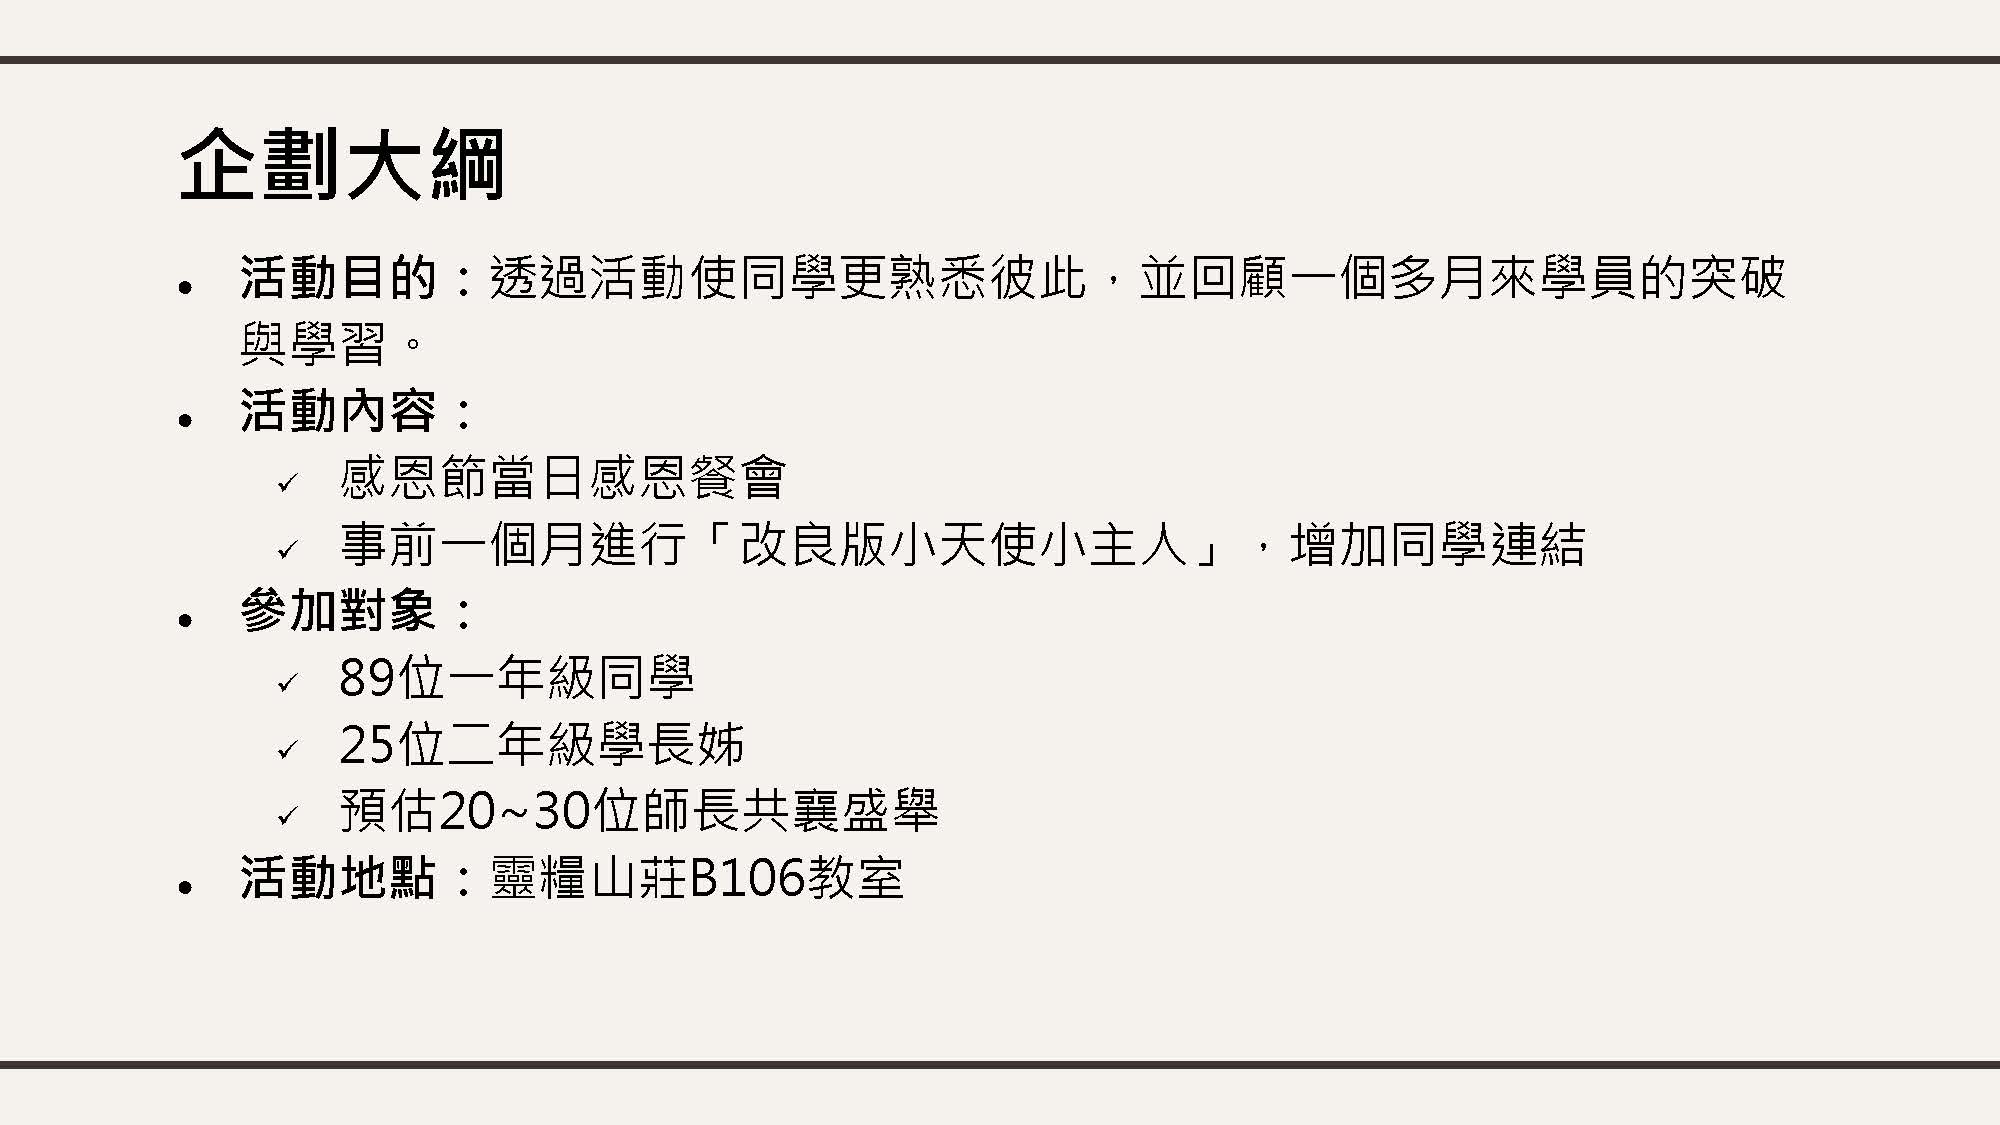 企劃大綱
● 活動目的：透過活動使同學更熟悉彼此，並回顧一個多月來學員的突破
與學習。
● 活動內容：
✓ 感恩節當日感恩餐會
✓ 事前一個月進行「改良版小天使小主人」，增加同學連結
● 參加對象：
✓ 89位一年級同學
✓ 25位二年級學長姊
✓ 預估20~30位師長共襄盛舉
● 活動地點：靈糧山莊B106教室